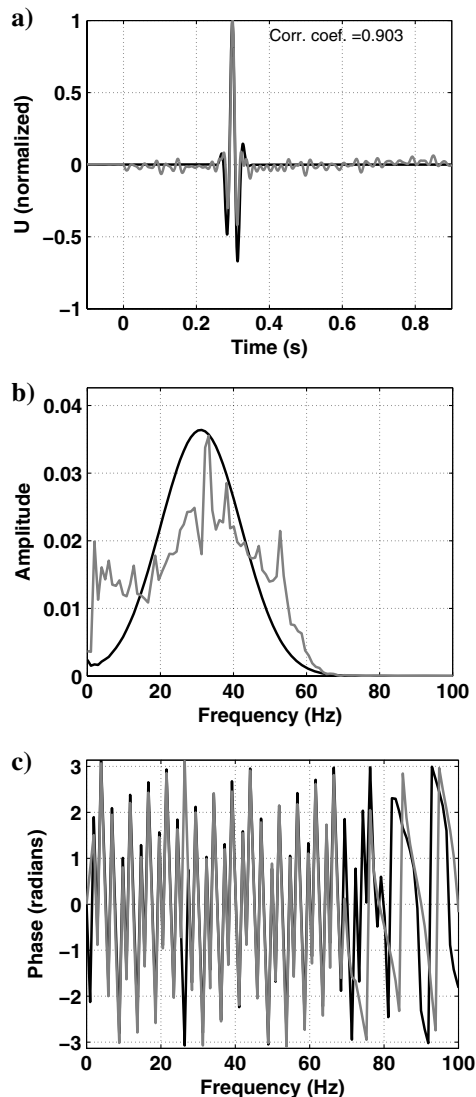 a)
Corr. coef. =0.903
U (normalized)
1
0.5
0
−0.5
−1
0 0.2 0.4 0.6 0.8
Time (s)
b)
Amplitude
0.04
0.03
0.02
0.01
0
0 20 40 60 80 100
Frequency (Hz)
c)
Phase (radians)
3
2
1
0
−1
−2
−3
0 20 40 60 80 100
Frequency (Hz)